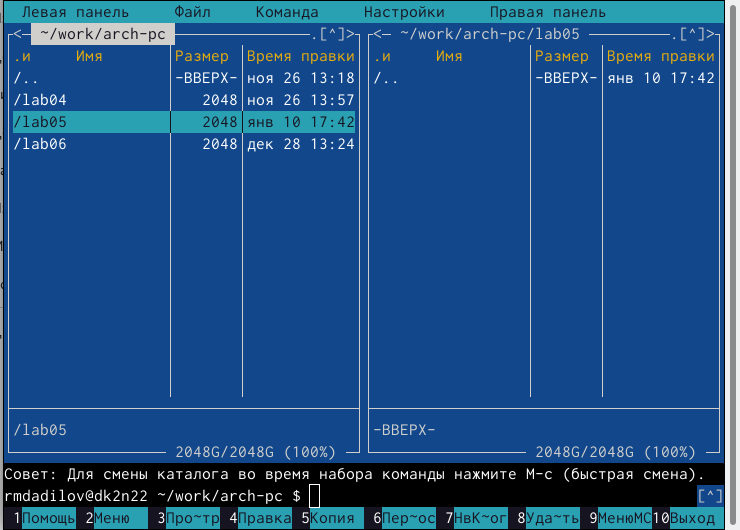 Левая панель Файл Команда Настройки Правая панель
<─ ~/work/arch-pc .[^]> <─ ~/work/arch-pc/lab05 .[^]>
.и Имя Размер Время правки .и Имя Размер Время правки
/.. -ВВЕРХ- ноя 26 13:18 /.. -ВВЕРХ- янв 10 17:42
/lab04 2048 ноя 26 13:57
/lab05 2048 янв 10 17:42
/lab06 2048 дек 28 13:24
/lab05 -ВВЕРХ-
2048G/2048G (100%) 2048G/2048G (100%)
Совет: Для смены каталога во время набора команды нажмите M-c (быстрая смена).
rmdadilov@dk2n22 ~/work/arch-pc $ [^]
1Помощь 2Меню 3Про~тр 4Правка 5Копия 6Пер~ос 7НвК~ог 8Уда~ть 9МенюMC 10Выход